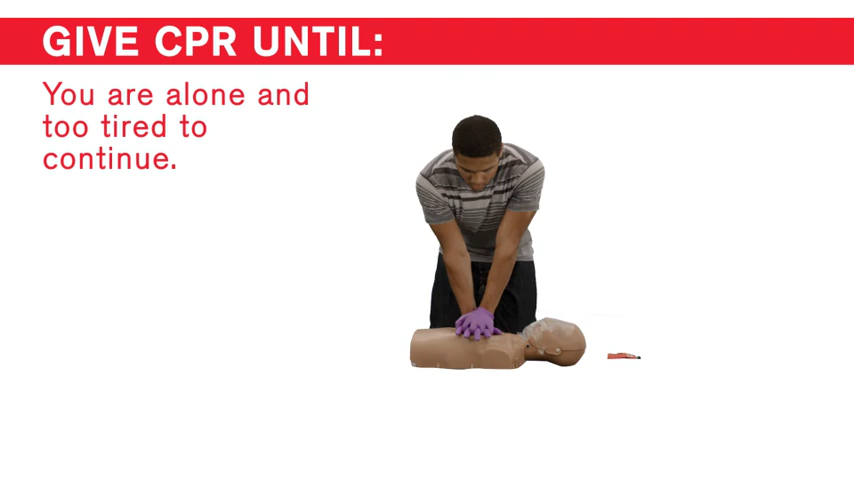 GIVE CPR UNTIL:
You are alone and
too tired to
continue.